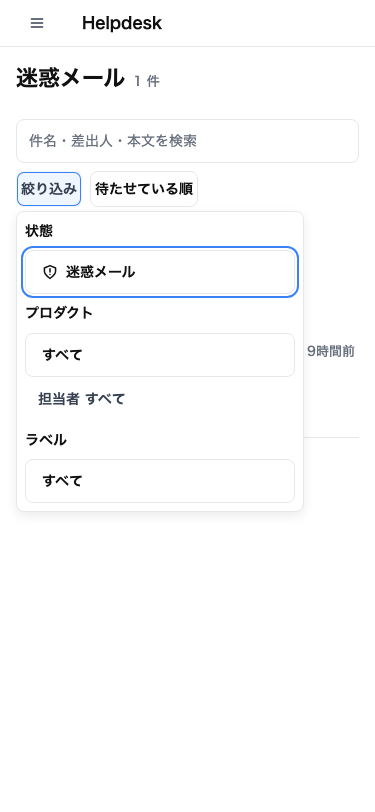 Helpdesk
迷惑メール 1 件
件名・差出人・本文を検索
絞り込み 待たせている順
状態
迷惑メール
プロダクト
すべて
9時間前
担当者 すべて
ラベル
すべて